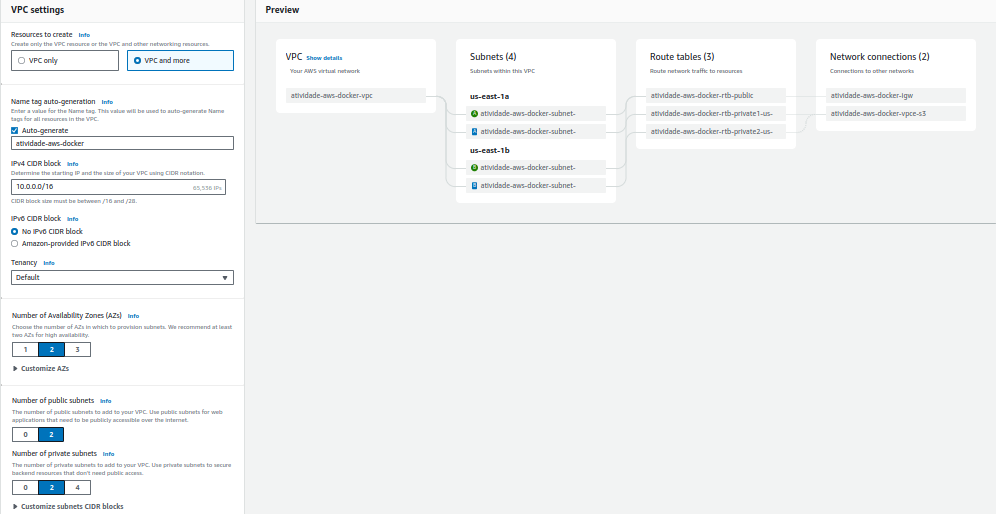 VPC settings
Resources to create Info
Create only the VPC resource or the VPC and other networking resources.
VPC only
VPC and more
Name tag auto-generation Info
Enter a value for the Name tag. This value will be used to auto-generate Name
tags for all resources in the VPC.
Auto-generate
atividade-aws-docker
IPv4 CIDR block Info
Determine the starting IP and the size of your VPC using CIDR notation.
10.0.0.0/16
65,536 IPs
CIDR block size must be between /16 and /28.
IPv6 CIDR block Info
No IPv6 CIDR block
Amazon-provided IPv6 CIDR block
Tenancy Info
Default
Number of Availability Zones (AZs) Info
Choose the number of AZs in which to provision subnets. We recommend at least
two AZs for high availability.
1 2 3
Customize AZs
Number of public subnets Info
The number of public subnets to add to your VPC. Use public subnets for web
applications that need to be publicly accessible over the internet.
0 2
Number of private subnets Info
The number of private subnets to add to your VPC. Use private subnets to secure
backend resources that don't need public access.
0 2 4
Customize subnets CIDR blocks
Preview
VPC Show details
Your AWS virtual network
atividade-aws-docker-vpc
Subnets (4)
Subnets within this VPC
us-east-1a
A atividade-aws-docker-subnet-
A atividade-aws-docker-subnet-
us-east-1b
B atividade-aws-docker-subnet-
B atividade-aws-docker-subnet-
Route tables (3)
Route network traffic to resources
atividade-aws-docker-rtb-public
atividade-aws-docker-rtb-private1-us-
atividade-aws-docker-rtb-private2-us-
Network connections (2)
Connections to other networks
atividade-aws-docker-igw
atividade-aws-docker-vpce-s3